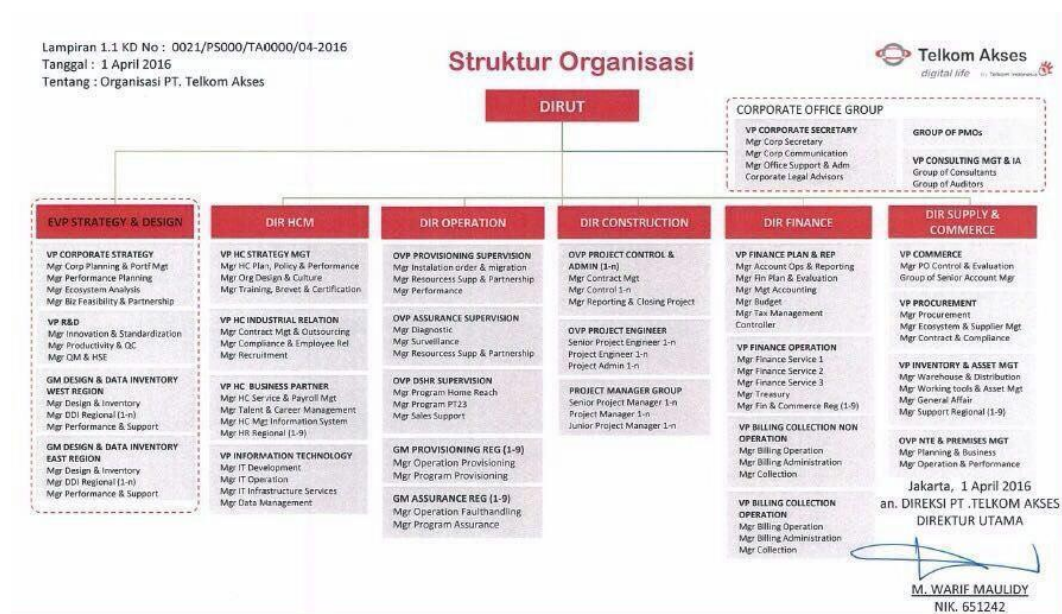 Lampiran 1.1 KD No : 0021/PS000/TA0000/04-2016
Tanggal : 1 April 2016
Tentang : Organisasi PT. Telkom Akses
Struktur Organisasi
Telkom Akses
digital life
by Telkom Indonesia
DIRUT
CORPORATE OFFICE GROUP
VP CORPORATE SECRETARY
Mgr Corp Secretary
Mgr Corp Communication
Mgr Office Support & Adm
Corporate Legal Advisors
GROUP OF PMOs
VP CONSULTING MGT & IA
Group of Consultants
Group of Auditors
EVP STRATEGY & DESIGN
VP CORPORATE STRATEGY
Mgr Corp Planning & Portf Mgt
Mgr Performance Planning
Mgr Ecosystem Analysis
Mgr Biz Feasibility & Partnership
VP R&D
Mgr Innovation & Standardization
Mgr Productivity & QC
Mgr QM & HSE
GM DESIGN & DATA INVENTORY
WEST REGION
Mgr Design & Inventory
Mgr DDI Regional (1-n)
Mgr Performance & Support
GM DESIGN & DATA INVENTORY
EAST REGION
Mgr Design & Inventory
Mgr DDI Regional (1-n)
Mgr Performance & Support
DIR HCM
VP HC STRATEGY MGT
Mgr HC Plan, Policy & Performance
Mgr Org Design & Culture
Mgr Training, Brevet & Certification
VP HC INDUSTRIAL RELATION
Mgr Contract Mgt & Outsourcing
Mgr Compliance & Employee Rel
Mgr Recruitment
VP HC BUSINESS PARTNER
Mgr HC Service & Payroll Mgt
Mgr Talent & Career Management
Mgr HC Mgt Information System
Mgr HR Regional (1-9)
VP INFORMATION TECHNOLOGY
Mgr IT Development
Mgr IT Operation
Mgr IT Infrastructure Services
Mgr Data Management
DIR OPERATION
OVP PROVISIONING SUPERVISION
Mgr Instalation order & migration
Mgr Resourcess Supp & Partnership
Mgr Performance
OVP ASSURANCE SUPERVISION
Mgr Diagnostic
Mgr Surveillance
Mgr Resourcess Supp & Partnership
OVP DSHR SUPERVISION
Mgr Program Home Reach
Mgr Program PT23
Mgr Sales Support
GM PROVISIONING REG (1-9)
Mgr Operation Provisioning
Mgr Program Provisioning
GM ASSURANCE REG (1-9)
Mgr Operation Faulthandling
Mgr Program Assurance
DIR CONSTRUCTION
OVP PROJECT CONTROL &
ADMIN (1-n)
Mgr Contract Mgt
Mgr Control 1-n
Mgr Reporting & Closing Project
OVP PROJECT ENGINEER
Senior Project Engineer 1-n
Project Engineer 1-n
Project Admin 1-n
PROJECT MANAGER GROUP
Senior Project Manager 1-n
Project Manager 1-n
Junior Project Manager 1-n
DIR FINANCE
VP FINANCE PLAN & REP
Mgr Account Ops & Reporting
Mgr Fin Plan & Evaluation
Mgr Mgt Accounting
Mgr Budget
Mgr Tax Management
Controller
VP FINANCE OPERATION
Mgr Finance Service 1
Mgr Finance Service 2
Mgr Finance Service 3
Mgr Treasury
Mgr Fin & Commerce Reg (1-9)
VP BILLING COLLECTION NON
OPERATION
Mgr Billing Operation
Mgr Billing Administration
Mgr Collection
VP BILLING COLLECTION
OPERATION
Mgr Billing Operation
Mgr Billing Administration
Mgr Collection
DIR SUPPLY &
COMMERCE
VP COMMERCE
Mgr PO Control & Evaluation
Group of Senior Account Mgr
VP PROCUREMENT
Mgr Procurement
Mgr Ecosystem & Supplier Mgt
Mgr Contract & Compliance
VP INVENTORY & ASSET MGT
Mgr Warehouse & Distribution
Mgr Working tools & Asset Mgt
Mgr General Affair
Mgr Support Regional (1-9)
OVP NTE & PREMISES MGT
Mgr Planning & Business
Mgr Operation & Performance
Jakarta, 1 April 2016
an. DIREKSI PT .TELKOM AKSES
DIREKTUR UTAMA
M. WARIF MAULIDY
NIK. 651242